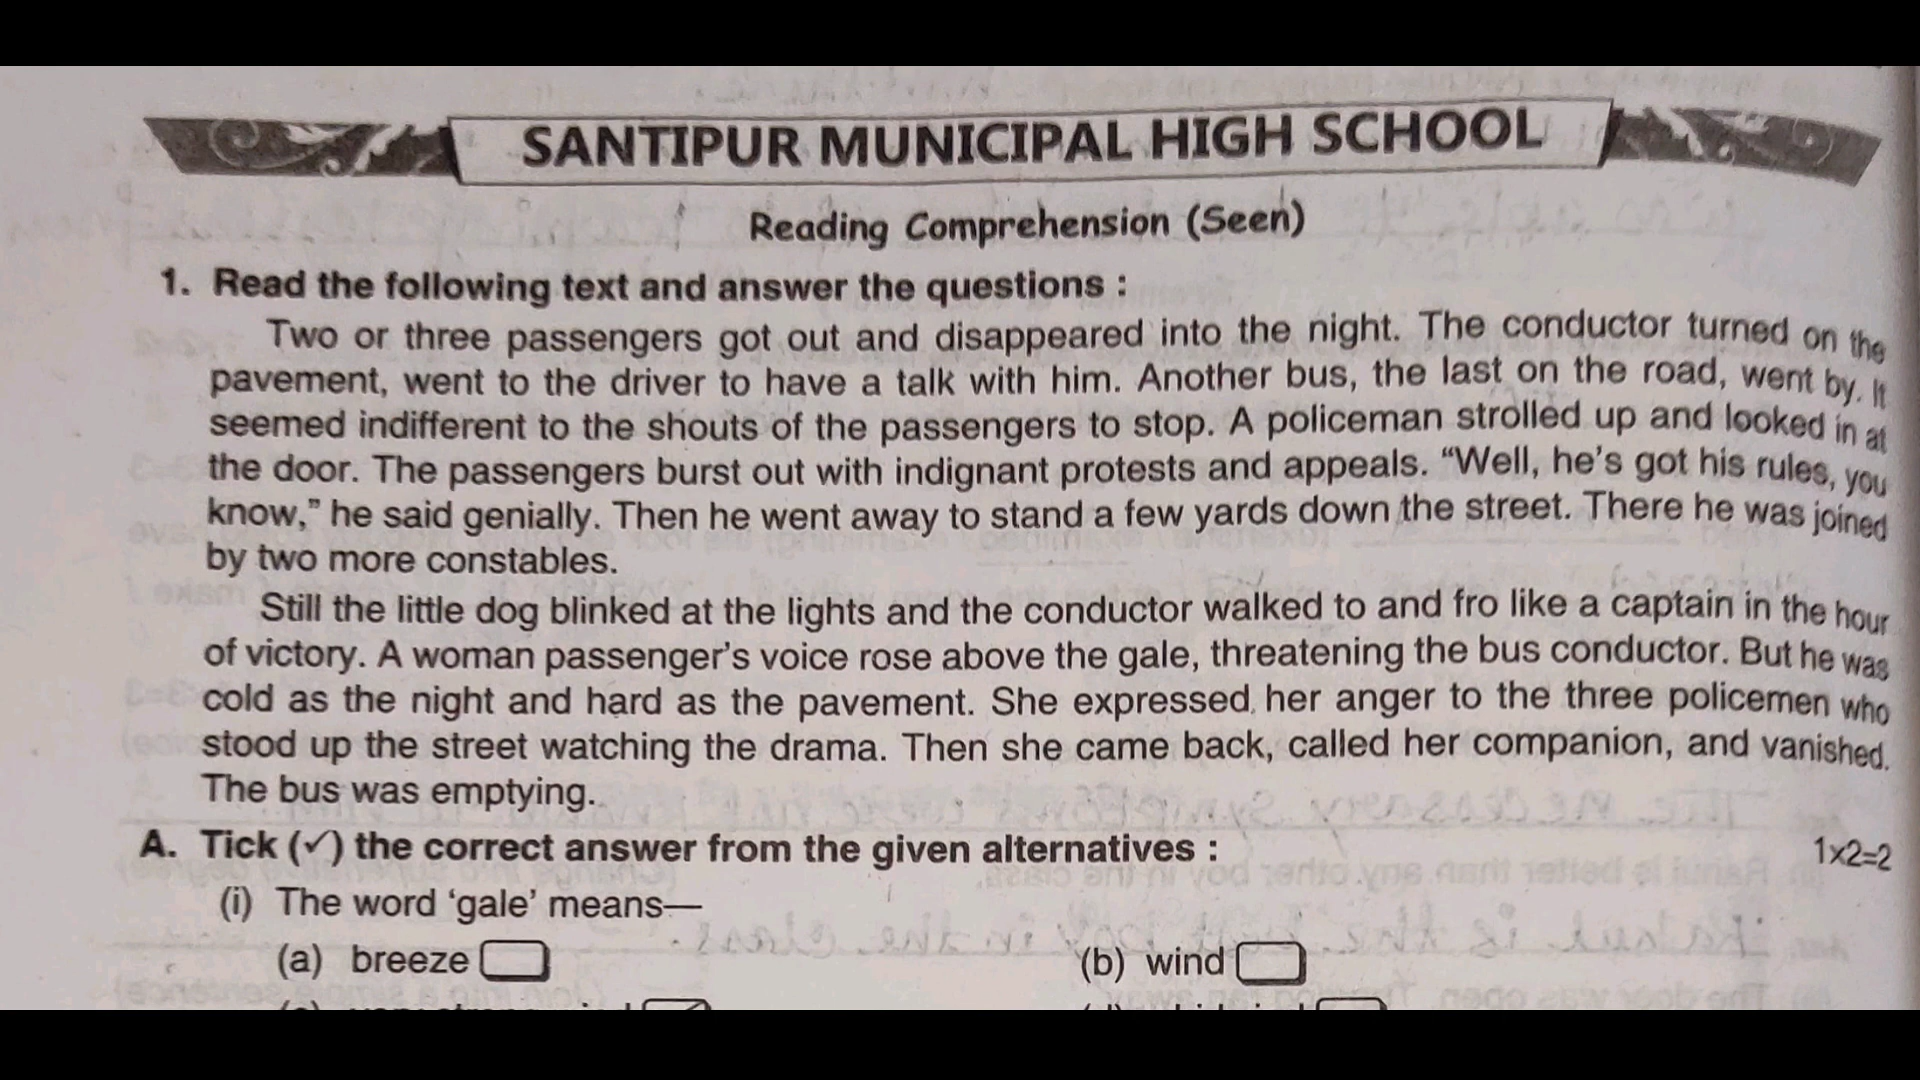 SANTIPUR MUNICIPAL HIGH SCHOOL
Reading Comprehension (Seen)
1. Read the following text and answer the questions :
Two or three passengers got out and disappeared into the night. The conductor turned on the
pavement, went to the driver to have a talk with him. Another bus, the last on the road, went by. It
seemed indifferent to the shouts of the passengers to stop. A policeman strolled up and looked in at
the door. The passengers burst out with indignant protests and appeals. “Well, he’s got his rules, you
know,” he said genially. Then he went away to stand a few yards down the street. There he was joined
by two more constables.
Still the little dog blinked at the lights and the conductor walked to and fro like a captain in the hour
of victory. A woman passenger’s voice rose above the gale, threatening the bus conductor. But he was
cold as the night and hard as the pavement. She expressed her anger to the three policemen who
stood up the street watching the drama. Then she came back, called her companion, and vanished.
The bus was emptying.
A. Tick (✓) the correct answer from the given alternatives : 1×2=2
(i) The word ‘gale’ means—
(a) breeze (b) wind